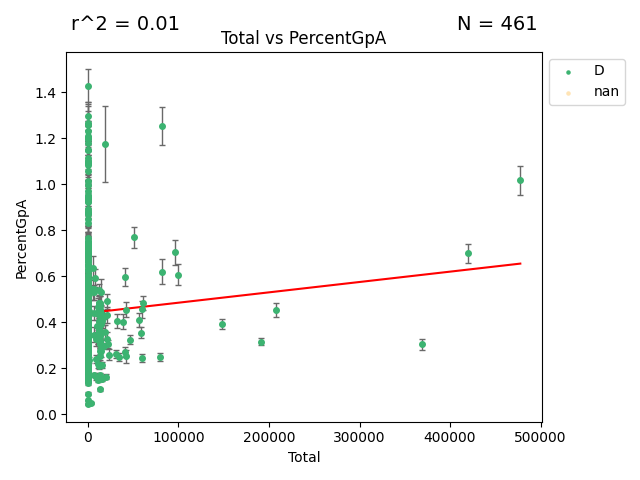 r^2 = 0.01
N = 461
Total vs PercentGpA
D
nan
PercentGpA
1.4
1.2
1.0
0.8
0.6
0.4
0.2
0.0
0
100000
200000
300000
400000
500000
Total